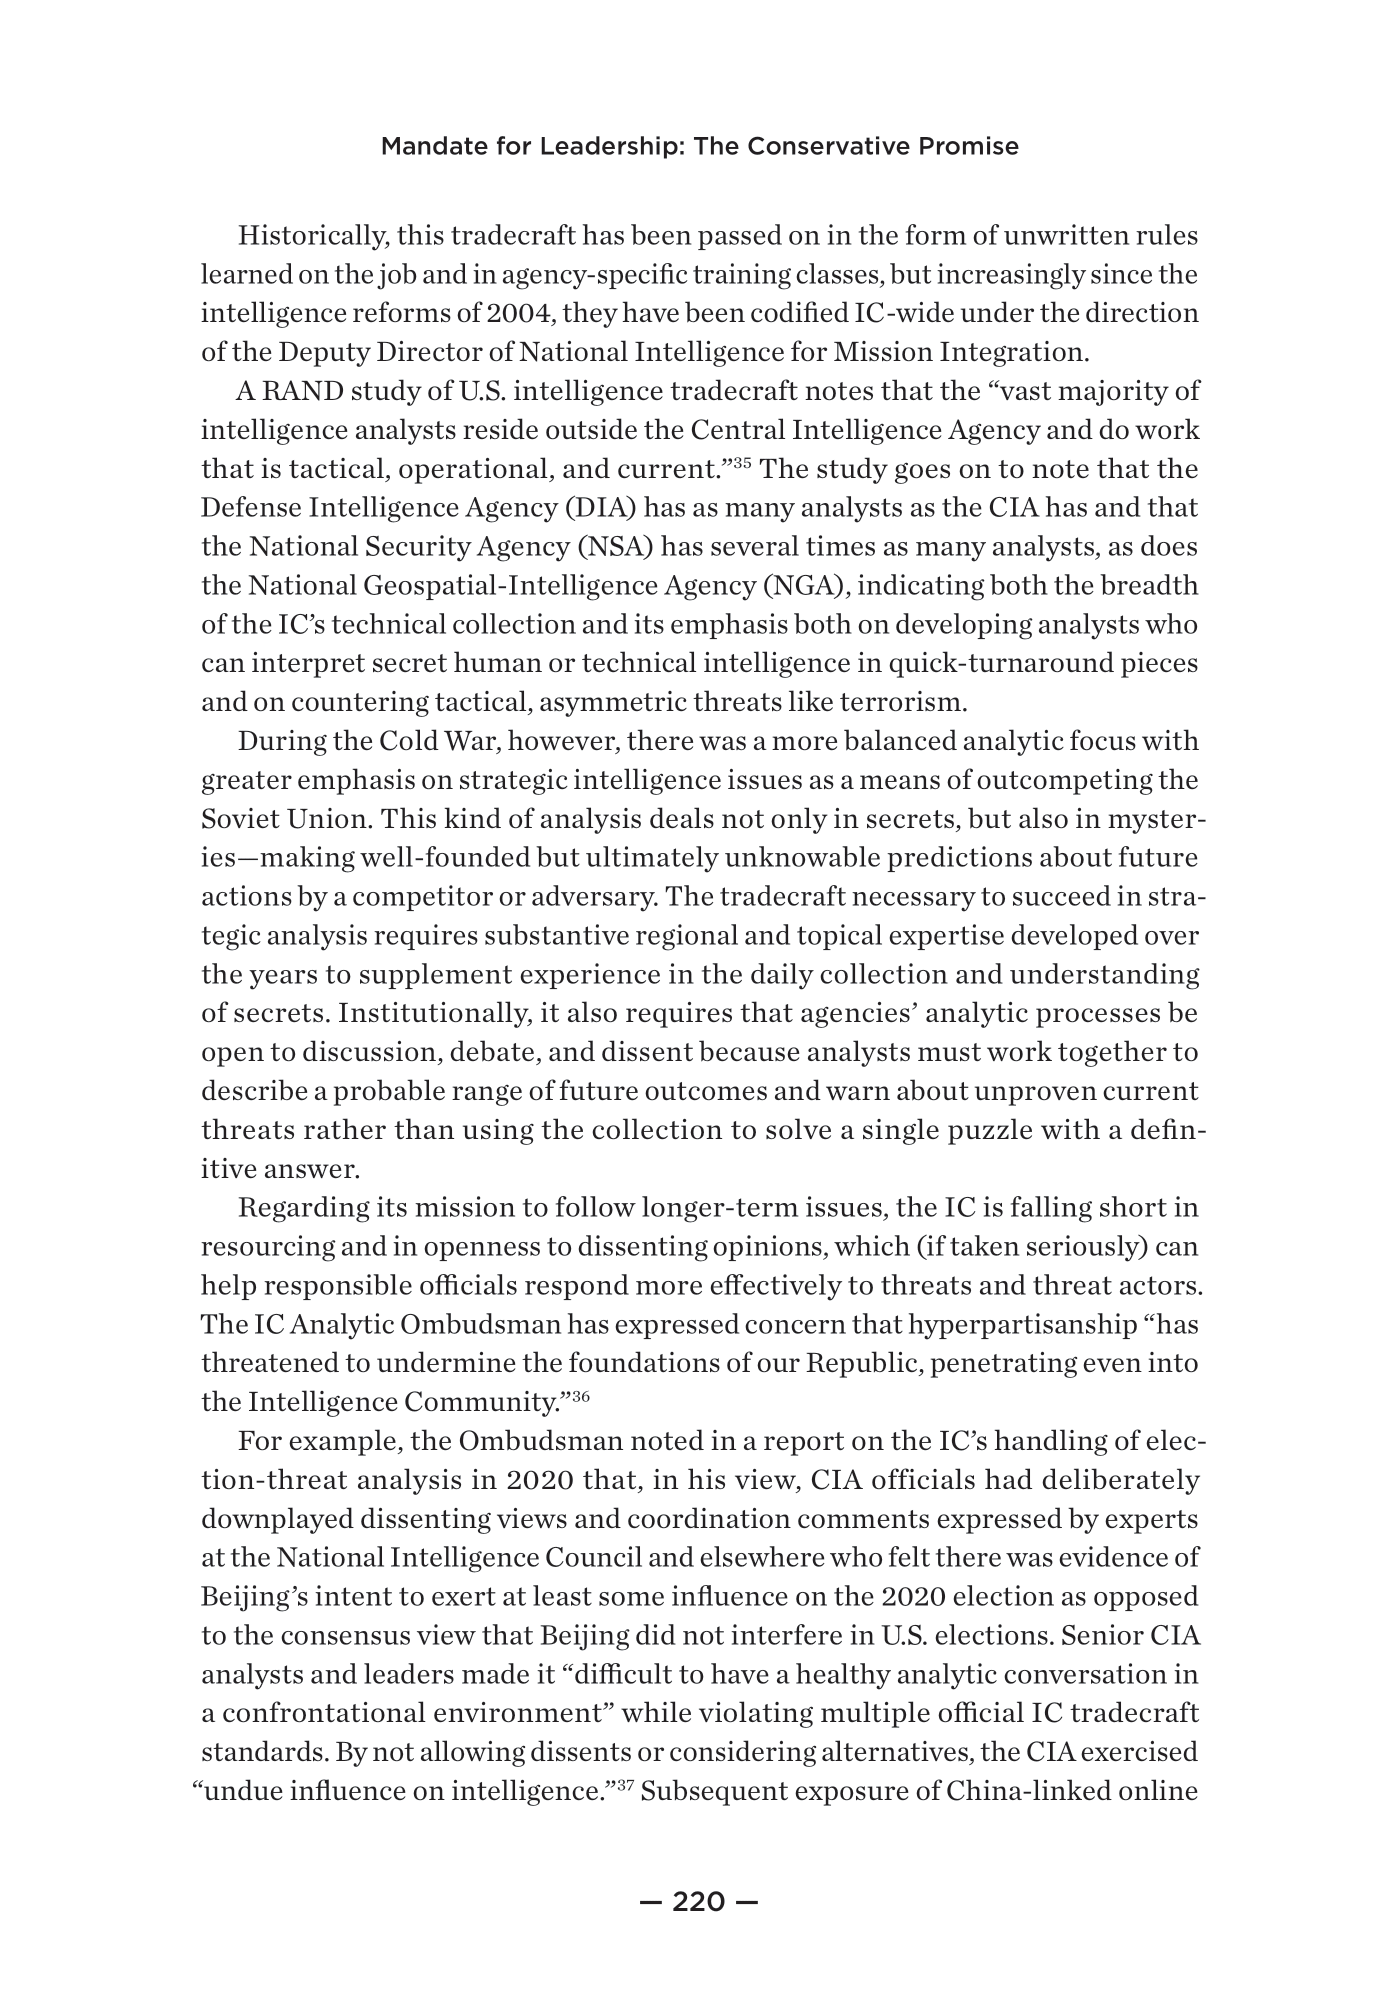 Mandate for Leadership: The Conservative Promise
Historically, this tradecraft has been passed on in the form of unwritten rules
learned on the job and in agency-specific training classes, but increasingly since the
intelligence reforms of 2004, they have been codified IC-wide under the direction
of the Deputy Director of National Intelligence for Mission Integration.
A RAND study of U.S. intelligence tradecraft notes that the “vast majority of
intelligence analysts reside outside the Central Intelligence Agency and do work
that is tactical, operational, and current.”35 The study goes on to note that the
Defense Intelligence Agency (DIA) has as many analysts as the CIA has and that
the National Security Agency (NSA) has several times as many analysts, as does
the National Geospatial-Intelligence Agency (NGA), indicating both the breadth
of the IC’s technical collection and its emphasis both on developing analysts who
can interpret secret human or technical intelligence in quick-turnaround pieces
and on countering tactical, asymmetric threats like terrorism.
During the Cold War, however, there was a more balanced analytic focus with
greater emphasis on strategic intelligence issues as a means of outcompeting the
Soviet Union. This kind of analysis deals not only in secrets, but also in myster-
ies—making well-founded but ultimately unknowable predictions about future
actions by a competitor or adversary. The tradecraft necessary to succeed in stra-
tegic analysis requires substantive regional and topical expertise developed over
the years to supplement experience in the daily collection and understanding
of secrets. Institutionally, it also requires that agencies’ analytic processes be
open to discussion, debate, and dissent because analysts must work together to
describe a probable range of future outcomes and warn about unproven current
threats rather than using the collection to solve a single puzzle with a defin-
itive answer.
Regarding its mission to follow longer-term issues, the IC is falling short in
resourcing and in openness to dissenting opinions, which (if taken seriously) can
help responsible officials respond more effectively to threats and threat actors.
The IC Analytic Ombudsman has expressed concern that hyperpartisanship “has
threatened to undermine the foundations of our Republic, penetrating even into
the Intelligence Community.”36
For example, the Ombudsman noted in a report on the IC’s handling of elec-
tion-threat analysis in 2020 that, in his view, CIA officials had deliberately
downplayed dissenting views and coordination comments expressed by experts
at the National Intelligence Council and elsewhere who felt there was evidence of
Beijing’s intent to exert at least some influence on the 2020 election as opposed
to the consensus view that Beijing did not interfere in U.S. elections. Senior CIA
analysts and leaders made it “difficult to have a healthy analytic conversation in
a confrontational environment” while violating multiple official IC tradecraft
standards. By not allowing dissents or considering alternatives, the CIA exercised
“undue influence on intelligence.”37 Subsequent exposure of China-linked online
— 220 —